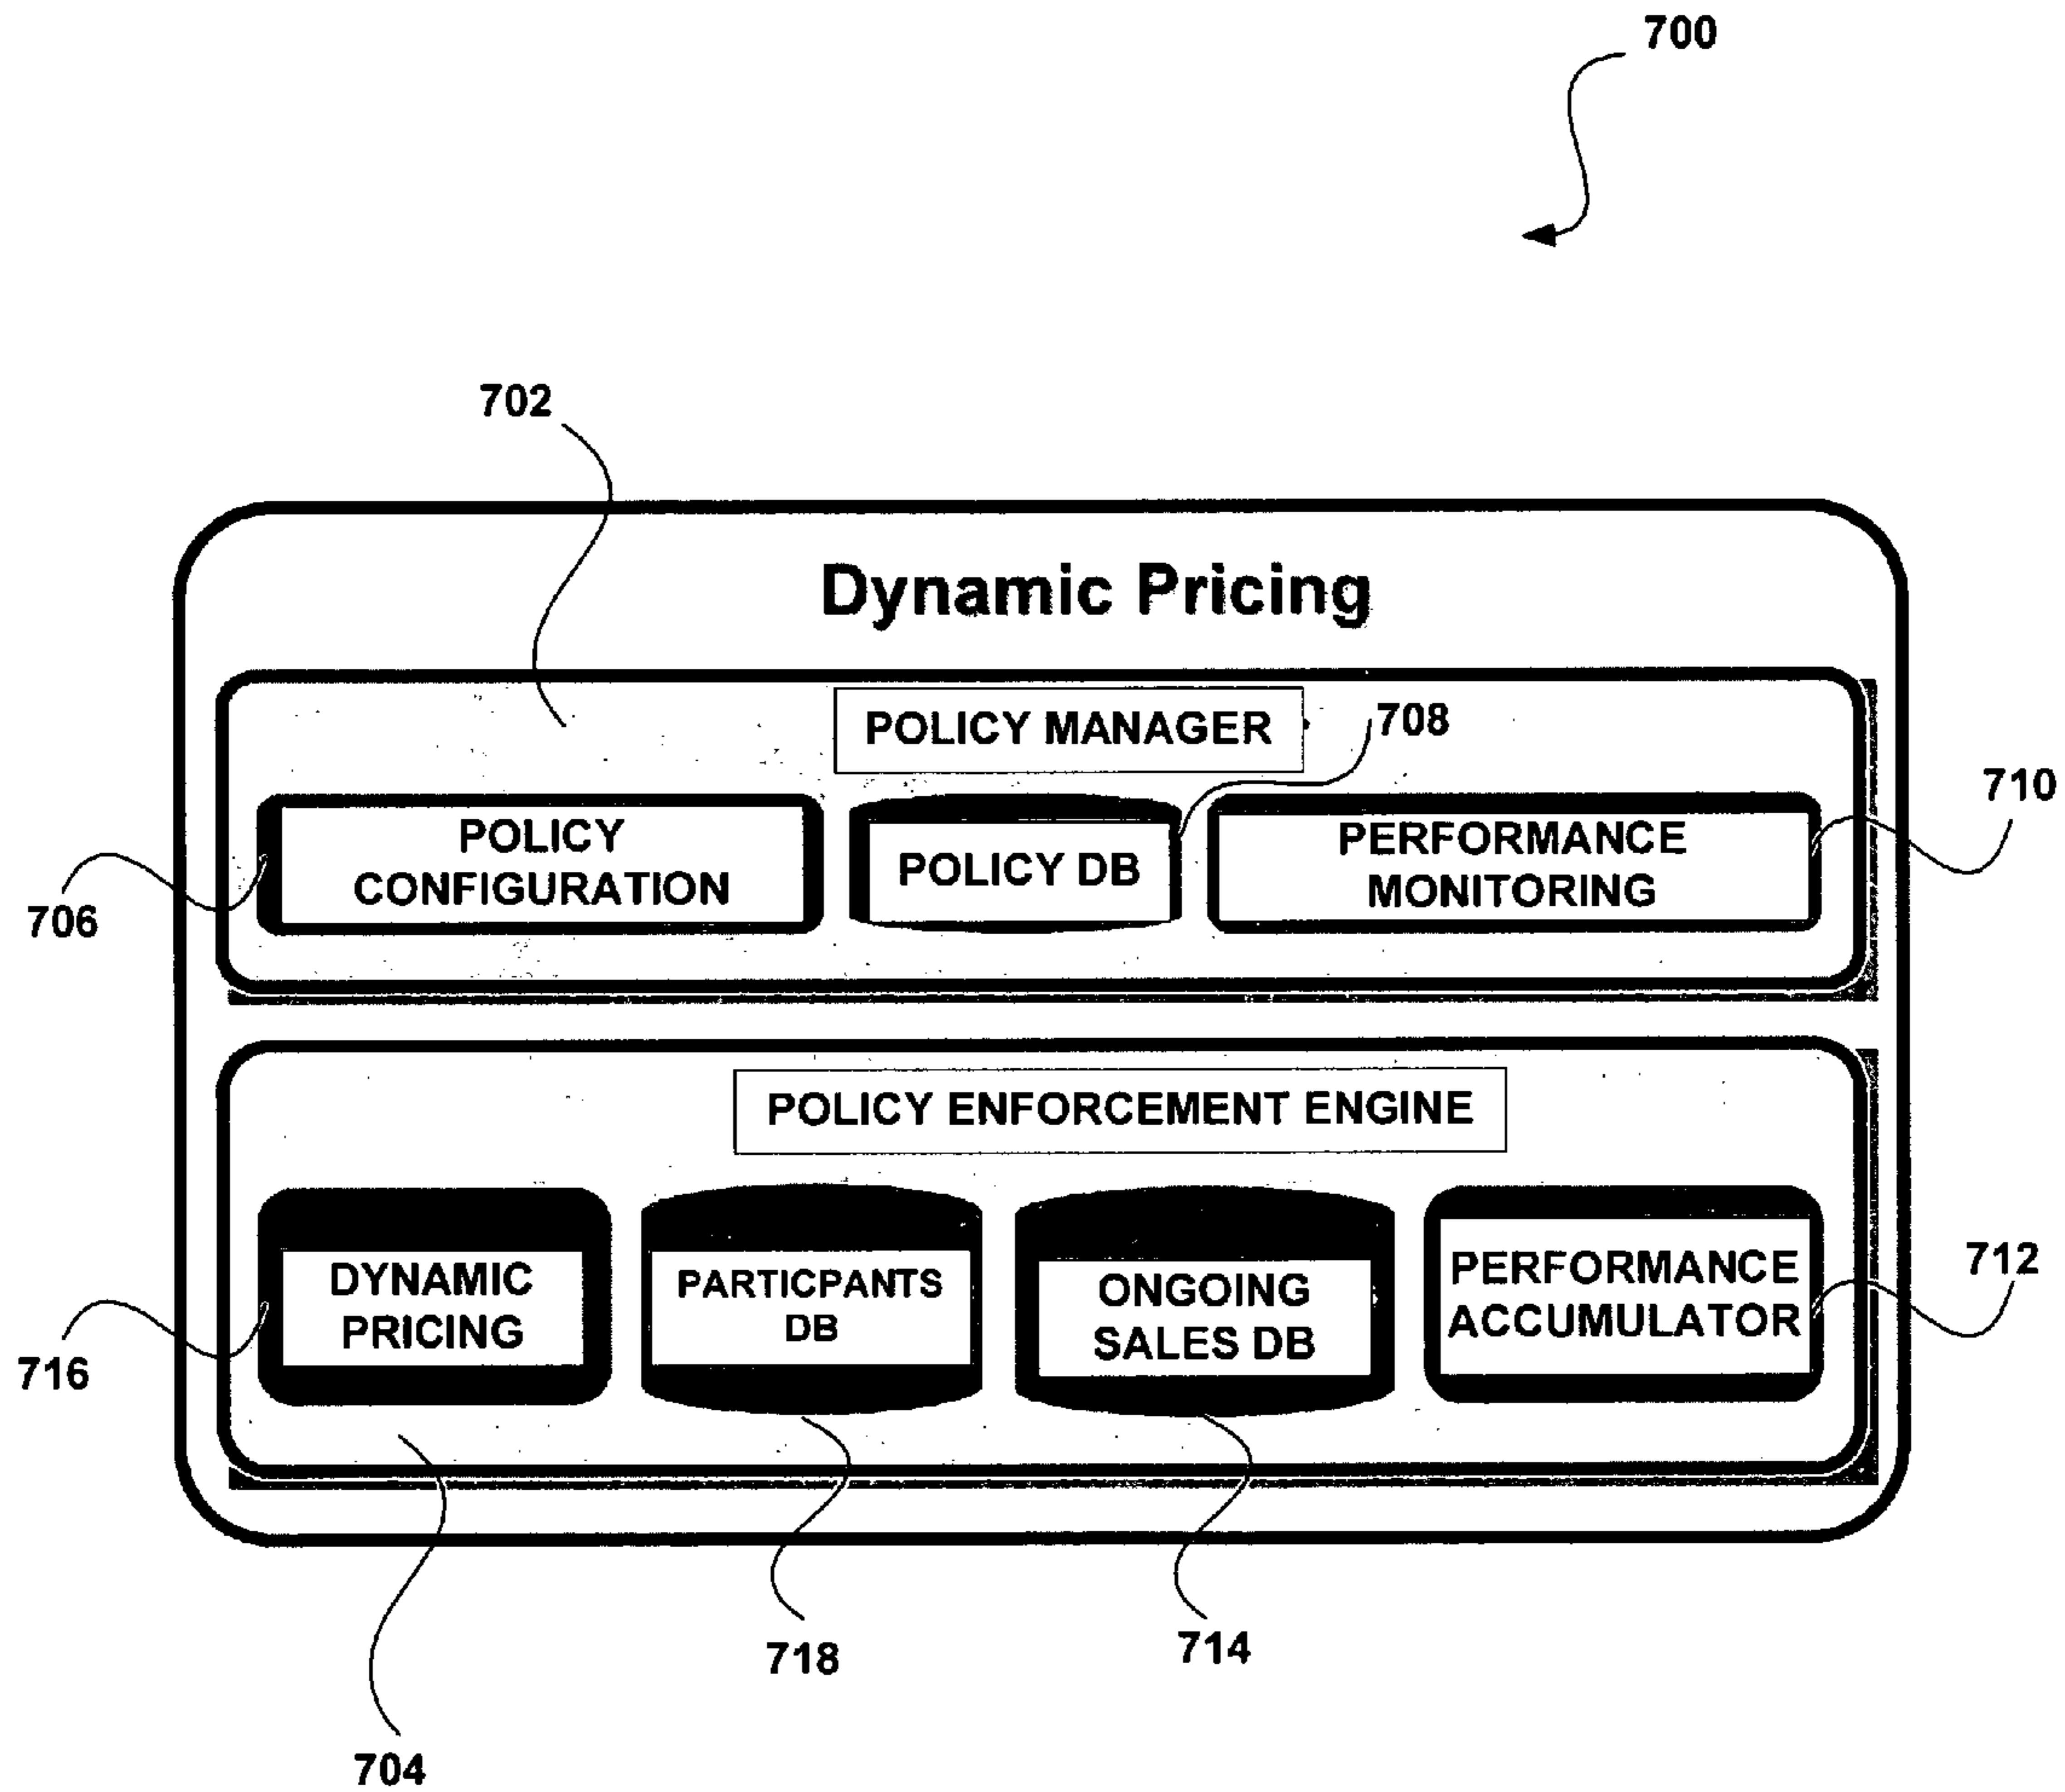 700
702
Dynamic Pricing
POLICY MANAGER
708
710
POLICY
CONFIGURATION
POLICY DB
PERFORMANCE
MONITORING
706
POLICY ENFORCEMENT ENGINE
DYNAMIC
PRICING
PARTICPANTS
DB
ONGOING
SALES DB
PERFORMANCE
ACCUMULATOR
712
716
718
714
704